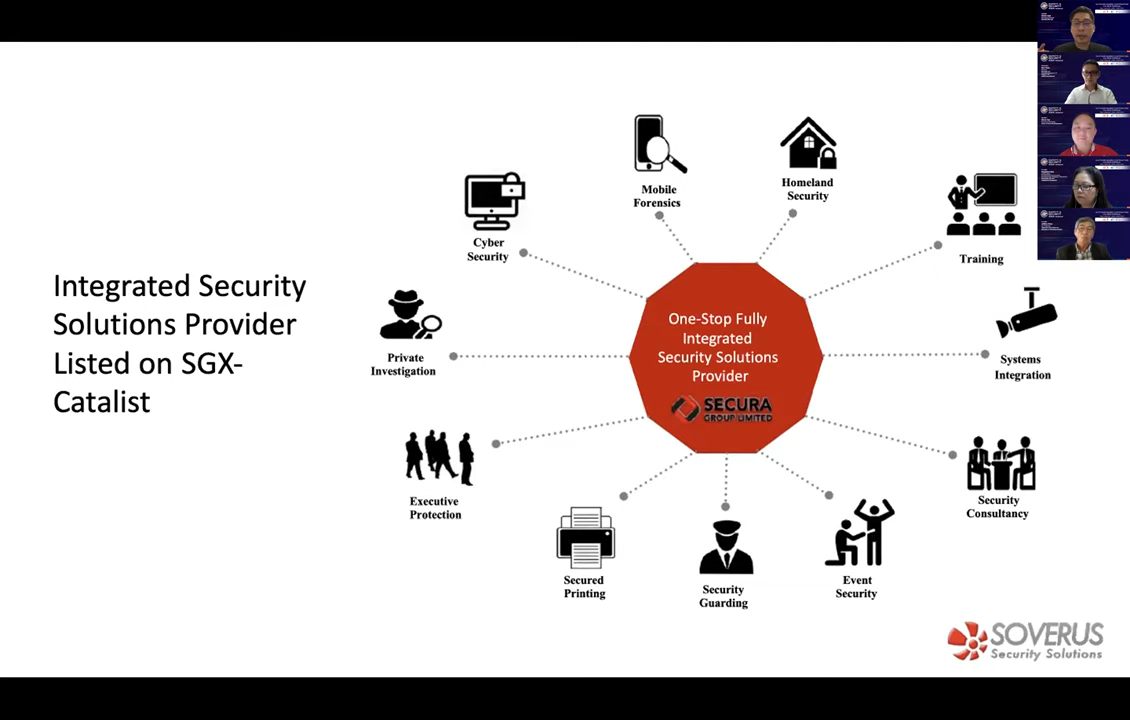 Integrated Security
Solutions Provider
Listed on SGX-
Catalist
Mobile
Forensics
Homeland
Security
Cyber
Security
Training
Private
Investigation
One-Stop Fully
Integrated
Security Solutions
Provider
SECURA
GROUP LIMITED
Systems
Integration
Executive
Protection
Security
Consultancy
Secured
Printing
Security
Guarding
Event
Security
SOVERUS
Security Solutions